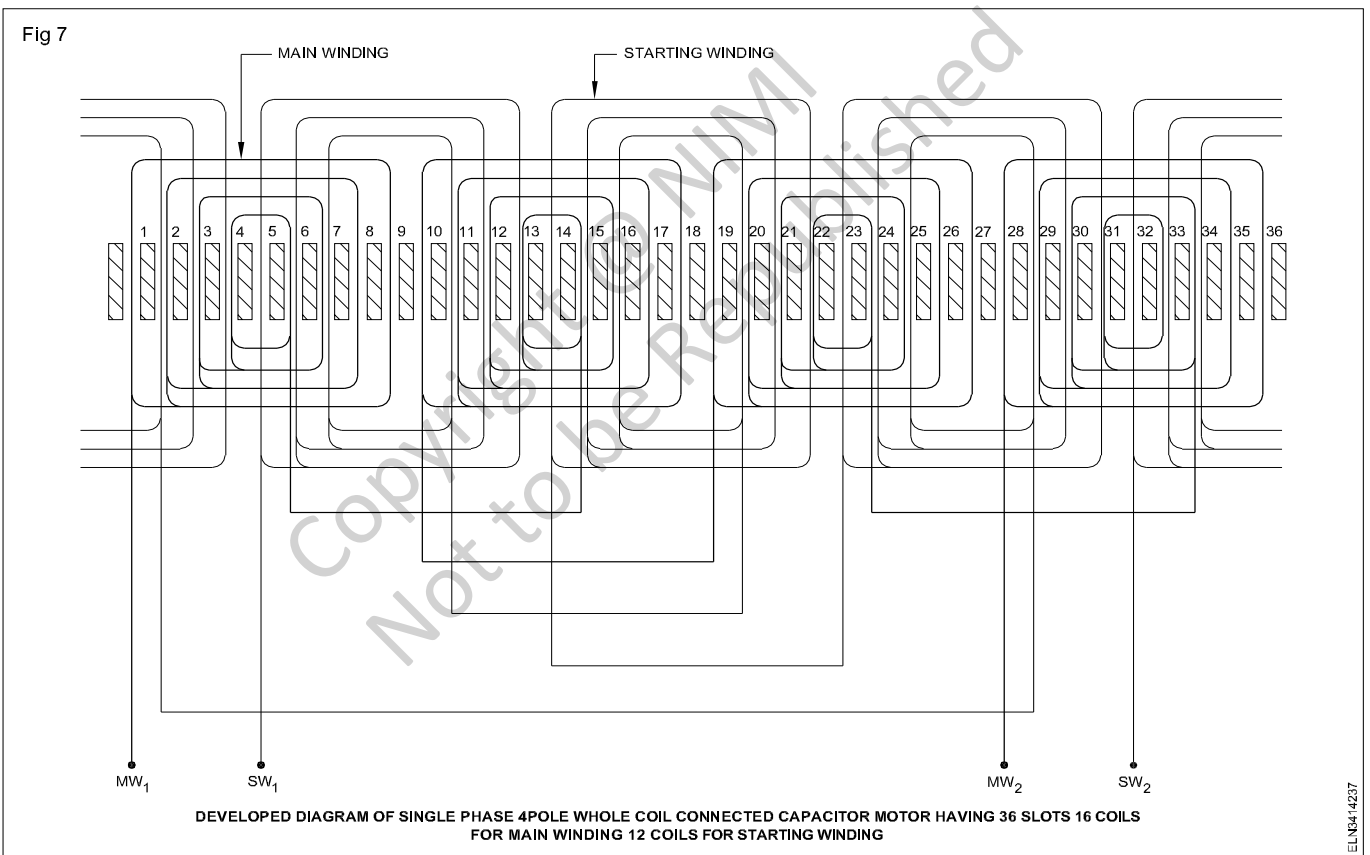 Fig 7
MAIN WINDING
STARTING WINDING
1 2 3 4 5 6 7 8 9 10 11 12 13 14 15 16 17 18 19 20 21 22 23 24 25 26 27 28 29 30 31 32 33 34 35 36
Copyright @ NIMI
Not to be Republished
MW1 SW1 MW2 SW2
DEVELOPED DIAGRAM OF SINGLE PHASE 4POLE WHOLE COIL CONNECTED CAPACITOR MOTOR HAVING 36 SLOTS 16 COILS
FOR MAIN WINDING 12 COILS FOR STARTING WINDING
ELN3414237